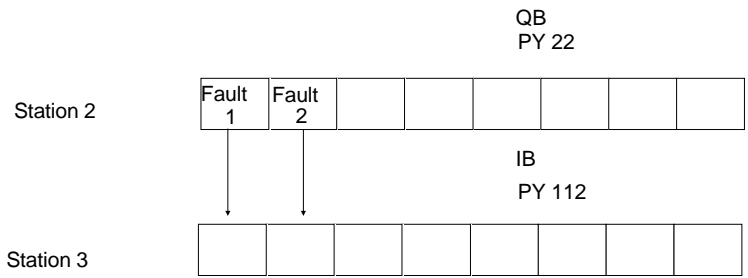 QB
PY 22
Station 2
Fault
1
Fault
2
IB
PY 112
Station 3